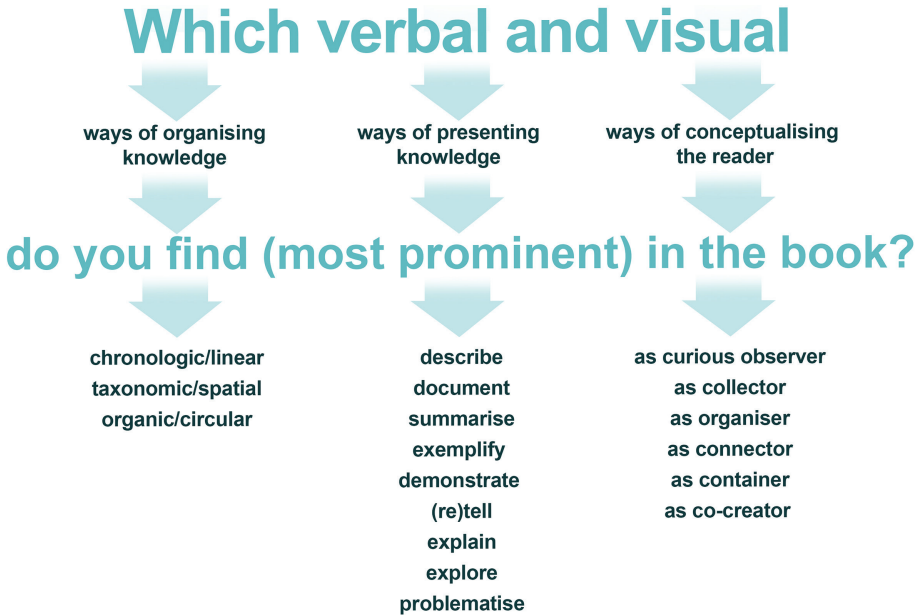 Which verbal and visual
ways of organising
knowledge
ways of presenting
knowledge
ways of conceptualising
the reader
do you find (most prominent) in the book?
chronologic/linear
taxonomic/spatial
organic/circular
describe
document
summarise
exemplify
demonstrate
(re)tell
explain
explore
problematise
as curious observer
as collector
as organiser
as connector
as container
as co-creator